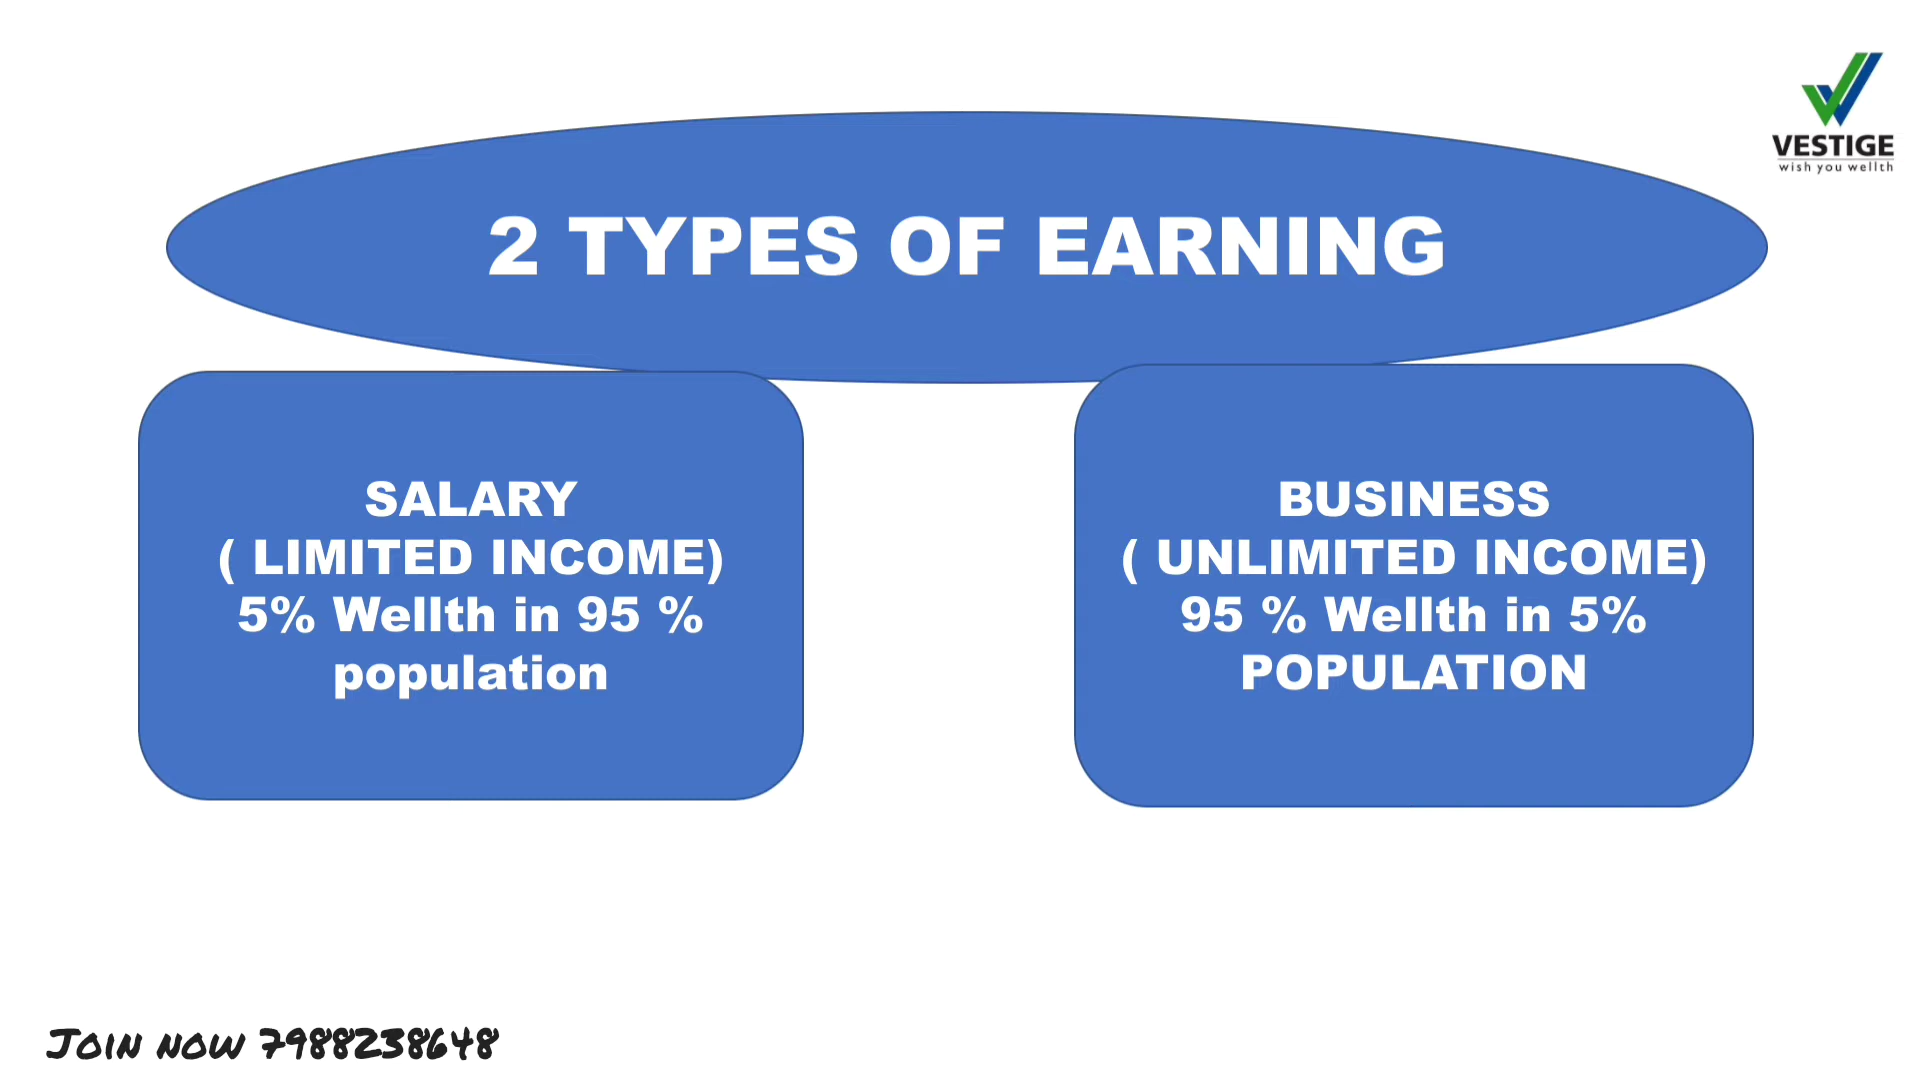 VESTIGE
wish you wellth
2 TYPES OF EARNING
SALARY
( LIMITED INCOME)
5% Wellth in 95 %
population
BUSINESS
( UNLIMITED INCOME)
95 % Wellth in 5%
POPULATION
Join now 7988238648